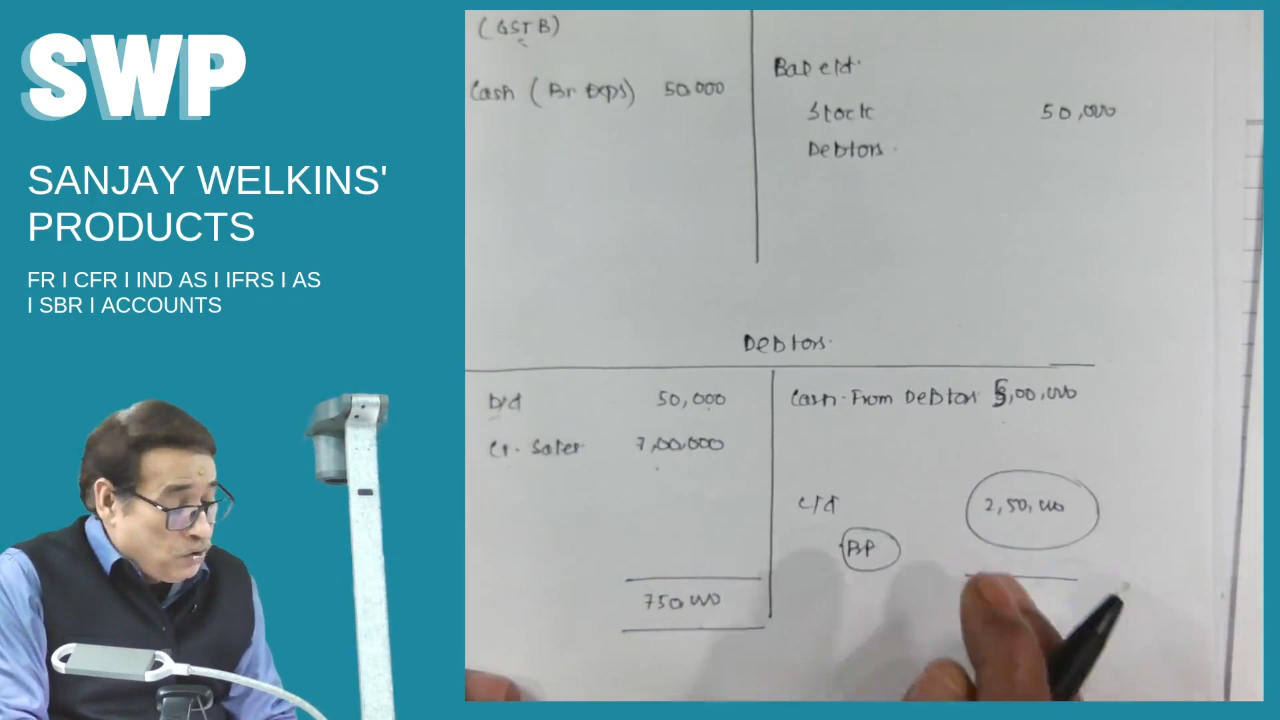 SWP
SANJAY WELKINS'
PRODUCTS
FR I CFR I IND AS I IFRS I AS
I SBR I ACCOUNTS
(GSTB)
Cash (Br Exps) 50,000
Bal c/d.
Stock 50,000
Debtors.
Debtors.
b/d 50,000
Cr. Sales. 7,00,000
750,000
Cash From Debtor 5,00,000
c/d 2,50,000
BP